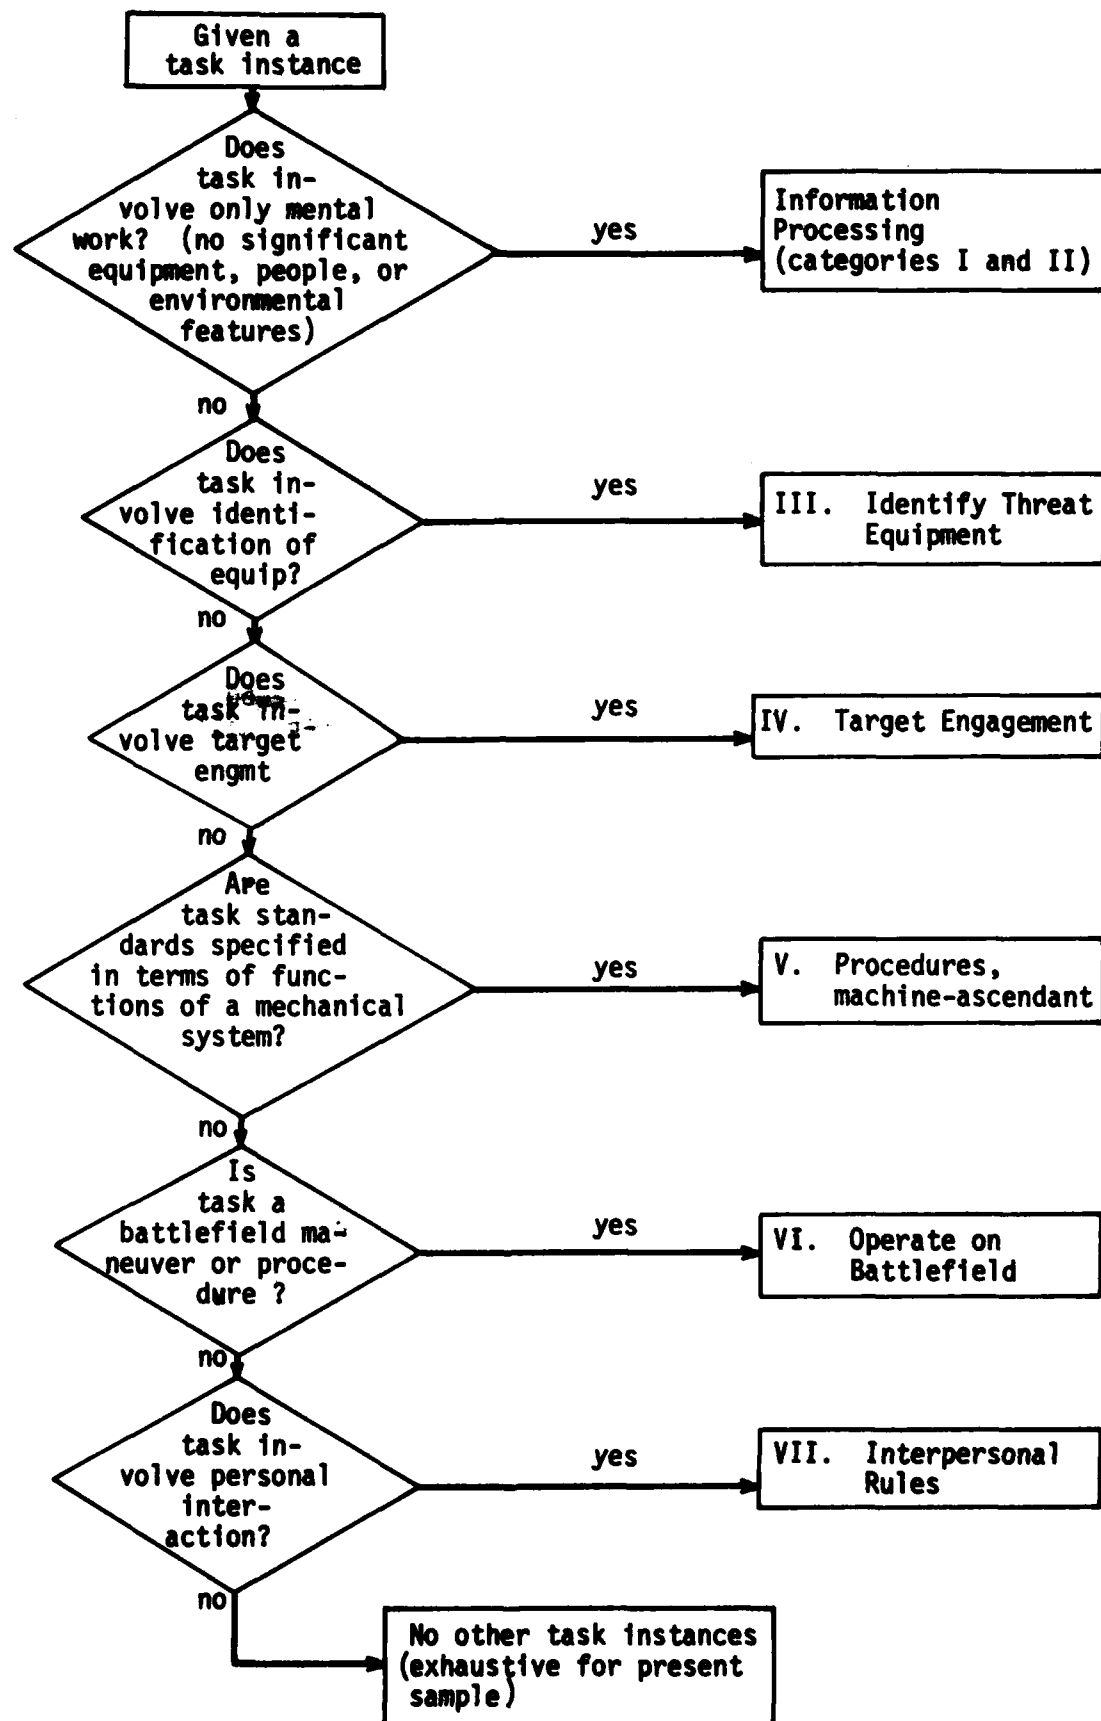 Given a
task instance
Does
task in-
volve only mental
work? (no significant
equipment, people, or
environmental
features)
yes
Information
Processing
(categories I and II)
no
Does
task in-
volve identi-
fication of
equip?
yes
III. Identify Threat
Equipment
no
Does
task in-
volve target
engmt
yes
IV. Target Engagement
no
Are
task stan-
dards specified
in terms of func-
tions of a mechanical
system?
yes
V. Procedures,
machine-ascendant
no
Is
task a
battlefield ma-
neuver or proce-
dure ?
yes
VI. Operate on
Battlefield
no
Does
task in-
volve personal
inter-
action?
yes
VII. Interpersonal
Rules
no
No other task instances
(exhaustive for present
sample)